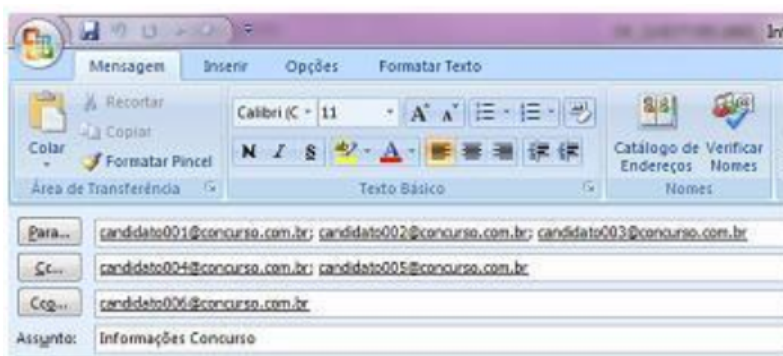 Int
Mensagem Inserir Opções Formatar Texto
Colar
Recortar
Copiar
Formatar Pincel
Área de Transferência
Calibri (C 11
N I S
Texto Básico
Catálogo de Endereços
Verificar Nomes
Nomes
Para... candidato001@concurso.com.br; candidato002@concurso.com.br; candidato003@concurso.com.br
Cc... candidato004@concurso.com.br; candidato005@concurso.com.br
Cco... candidato006@concurso.com.br
Assunto: Informações Concurso